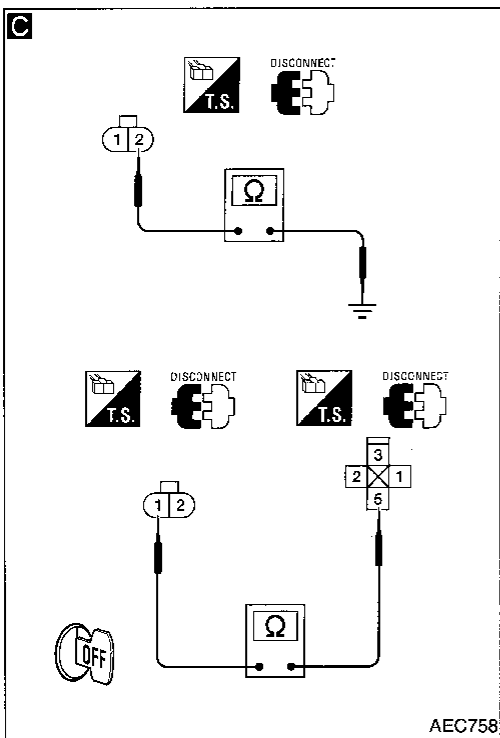 C
DISCONNECT
T.S.
1 2
Ω
DISCONNECT
DISCONNECT
T.S.
T.S.
3
2 1
5
1 2
Ω
OFF
AEC758